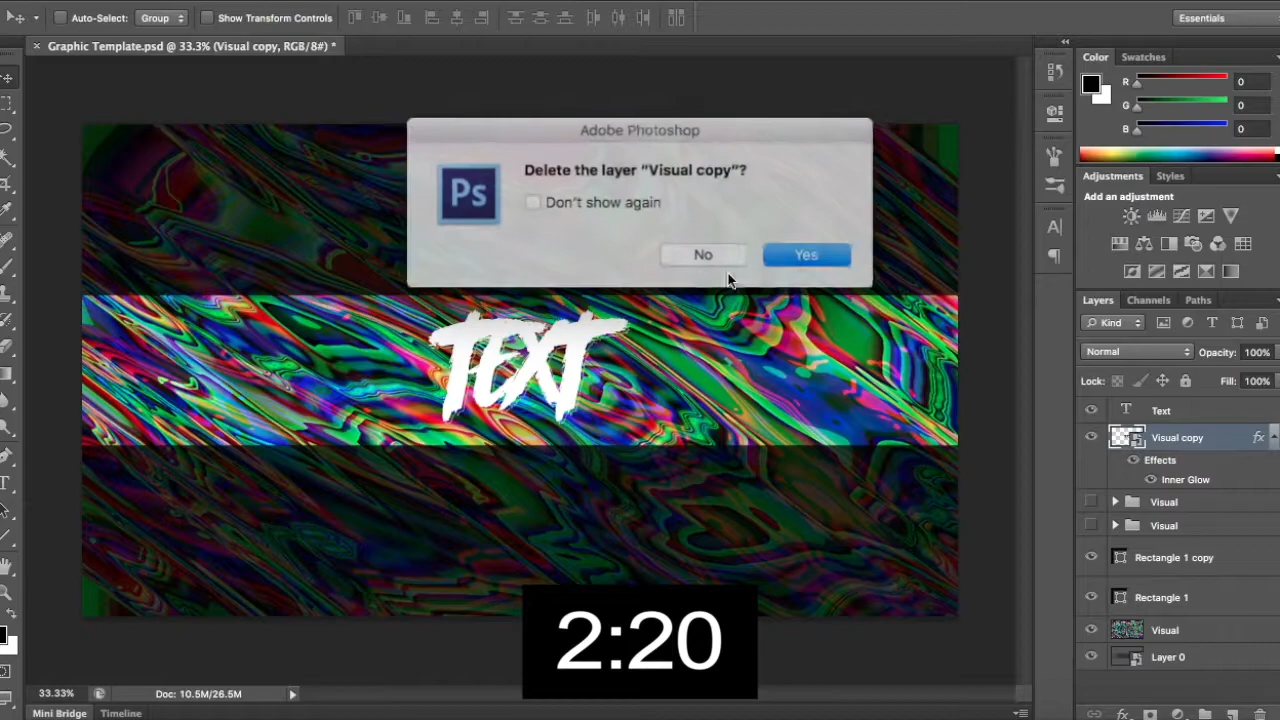 Auto-Select: Group Show Transform Controls Essentials
× Graphic Template.psd @ 33.3% (Visual copy, RGB/8#) *
Color Swatches
R 0
G 0
B 0
Adobe Photoshop
Ps
Delete the layer “Visual copy”?
Don't show again
No Yes
Adjustments Styles
Add an adjustment
Layers Channels Paths
Kind
Normal Opacity: 100%
Lock: Fill: 100%
Text
Visual copy fx
Effects
Inner Glow
Visual
Visual
Rectangle 1 copy
Rectangle 1
Visual
Layer 0
TEXT
2:20
33.33% Doc: 10.5M/26.5M
Mini Bridge Timeline